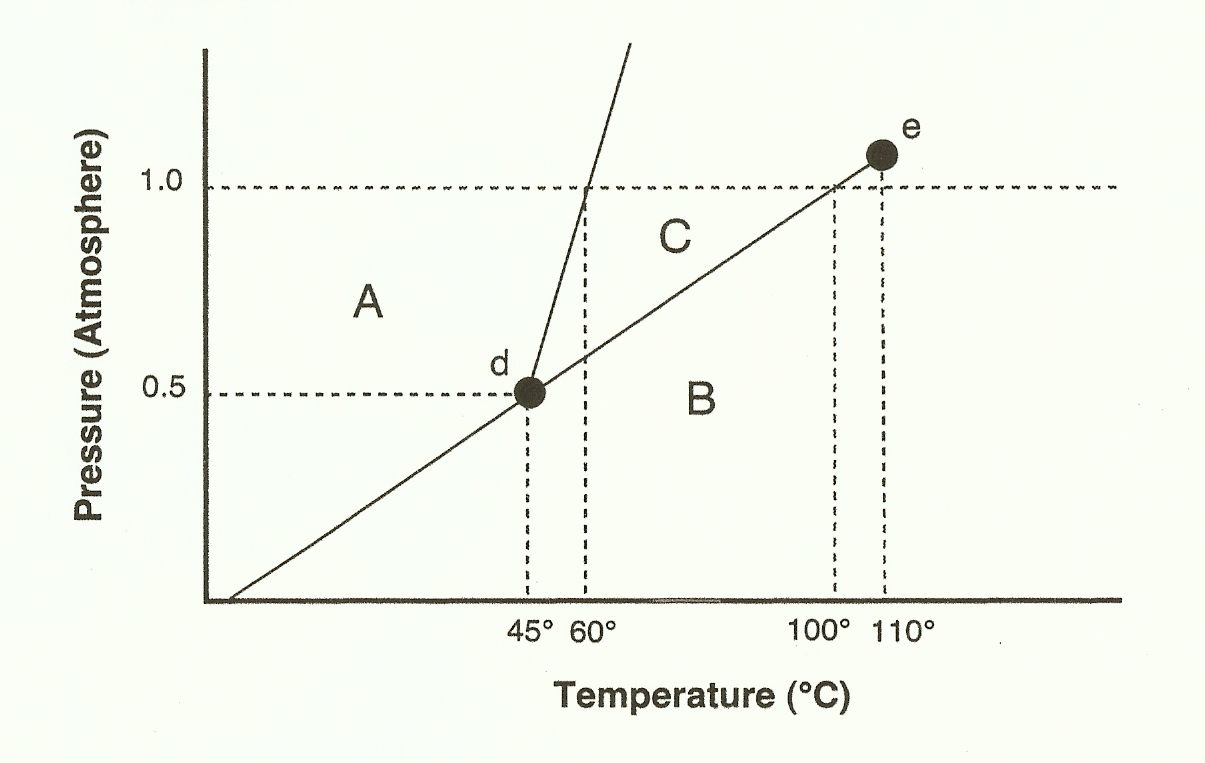 e
1.0
C
A
d
0.5
B
45° 60° 100° 110°
Temperature (°C)
Pressure (Atmosphere)